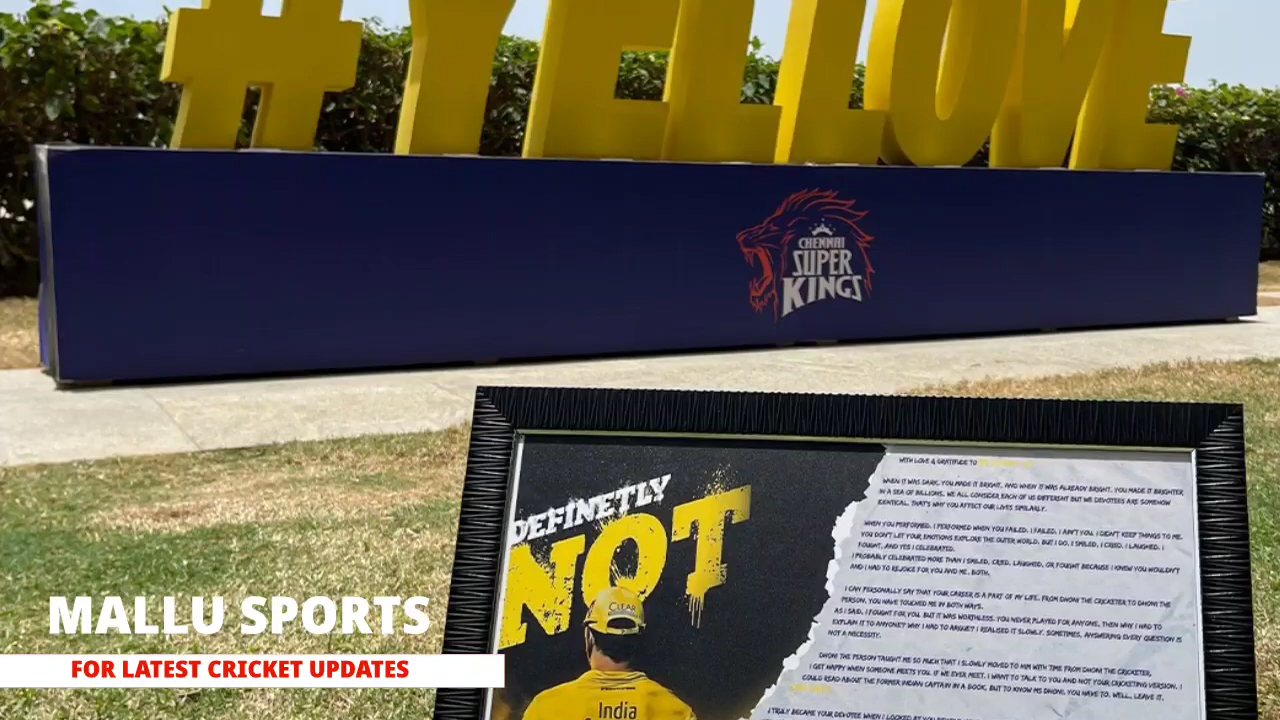 #YELLOVE
CHENNAI
SUPER
KINGS
DEFINETLY
NOT
CLEAR
India
WITH LOVE & GRATITUDE TO
WHEN IT WAS DARK, YOU MADE IT BRIGHT. AND WHEN IT WAS ALREADY BRIGHT, YOU MADE IT BRIGHTER
IN A SEA OF BILLIONS, WE ALL CONSIDER EACH OF US DIFFERENT BUT WE DEVOTEES ARE SOMEHOW
IDENTICAL. THAT'S WHY YOU AFFECT OUR LIVES SIMILARLY.
WHEN YOU PERFORMED, I PERFORMED WHEN YOU FAILED, I FAILED. I AIN'T YOU. I DIDN'T KEEP THINGS TO ME.
YOU DON'T LET YOUR EMOTIONS EXPLORE THE OUTER WORLD. BUT I DO. I SMILED, I CRIED. I LAUGHED. I
FOUGHT, AND YES I CELEBRATED.
I PROBABLY CELEBRATED MORE THAN I SMILED, CRIED, LAUGHED, OR FOUGHT BECAUSE I KNEW YOU WOULDN'T
AND I HAD TO REJOICE FOR YOU AND ME. BOTH.
I CAN PERSONALLY SAY THAT YOUR CAREER IS A PART OF MY LIFE. FROM DHONI THE CRICKETER TO DHONI THE
PERSON, YOU HAVE TOUCHED ME IN BOTH WAYS.
AS I SAID, I FOUGHT FOR YOU. BUT IT WAS WORTHLESS. YOU NEVER PLAYED FOR ANYONE, THEN WHY I HAD TO
EXPLAIN IT TO ANYONE? WHY I HAD TO ARGUE? I REALISED IT SLOWLY. SOMETIMES, ANSWERING EVERY QUESTION IS
NOT A NECESSITY.
DHONI THE PERSON TAUGHT ME SO MUCH THAT I SLOWLY MOVED TO HIM WITH TIME FROM DHONI THE CRICKETER,
I GET HAPPY WHEN SOMEONE MEETS YOU. IF WE EVER MEET, I WANT TO TALK TO YOU AND NOT YOUR CRICKETING VERSION. I
COULD READ ABOUT THE FORMER INDIAN CAPTAIN IN A BOOK, BUT TO KNOW MS DHONI, YOU HAVE TO. WELL, LEAVE IT.
I TRULY BECAME YOUR DEVOTEE WHEN I LOOKED AS YOU
MALLU SPORTS
FOR LATEST CRICKET UPDATES